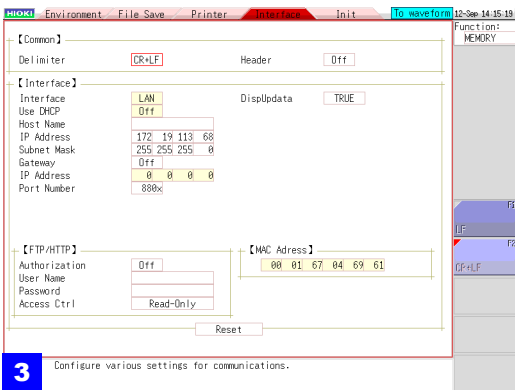 HIOKI Environment File Save Printer Interface Init To waveform 12-Sep 14:15:19
Function:
MEMORY
【Common】
Delimiter CR+LF Header Off
【Interface】
Interface LAN DispUpdata TRUE
Use DHCP Off
Host Name
IP Address 172 19 113 68
Subnet Mask 255 255 255 0
Gateway Off
IP Address 0 0 0 0
Port Number 880x
LF
CR+LF
【FTP/HTTP】 【MAC Adress】
Authorization Off 00 01 67 04 69 61
User Name
Password
Access Ctrl Read-Only
Reset
3 Configure various settings for communications.